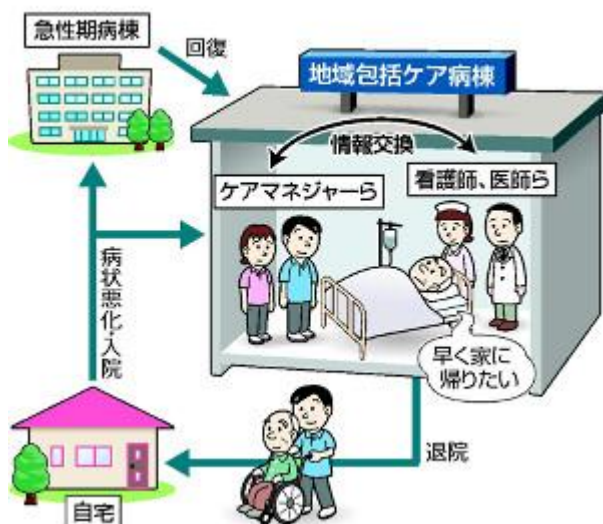 急性期病棟
回復
地域包括ケア病棟
情報交換
ケアマネジャーら
看護師、医師ら
病状悪化・入院
早く家に
帰りたい
退院
自宅